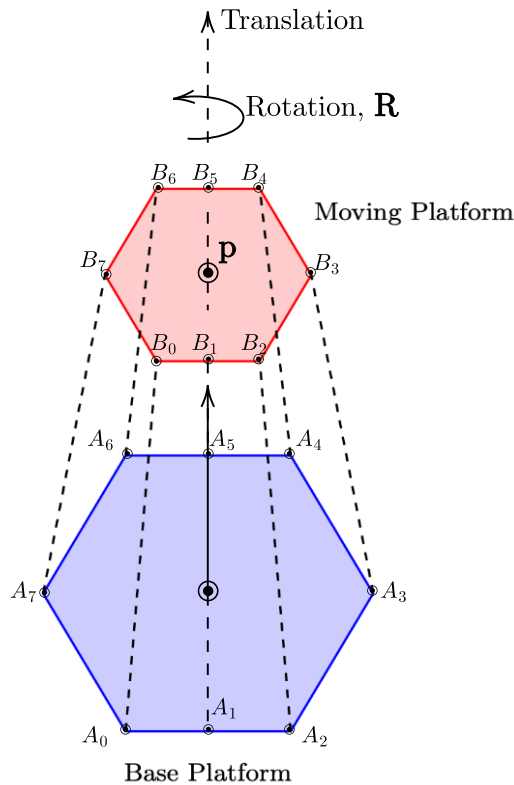 Translation
Rotation, R
B₆ B₅ B₄
Moving Platform
p
B₇ B₃
B₀ B₁ B₂
A₆ A₅ A₄
A₇ A₃
A₁
A₀ A₂
Base Platform